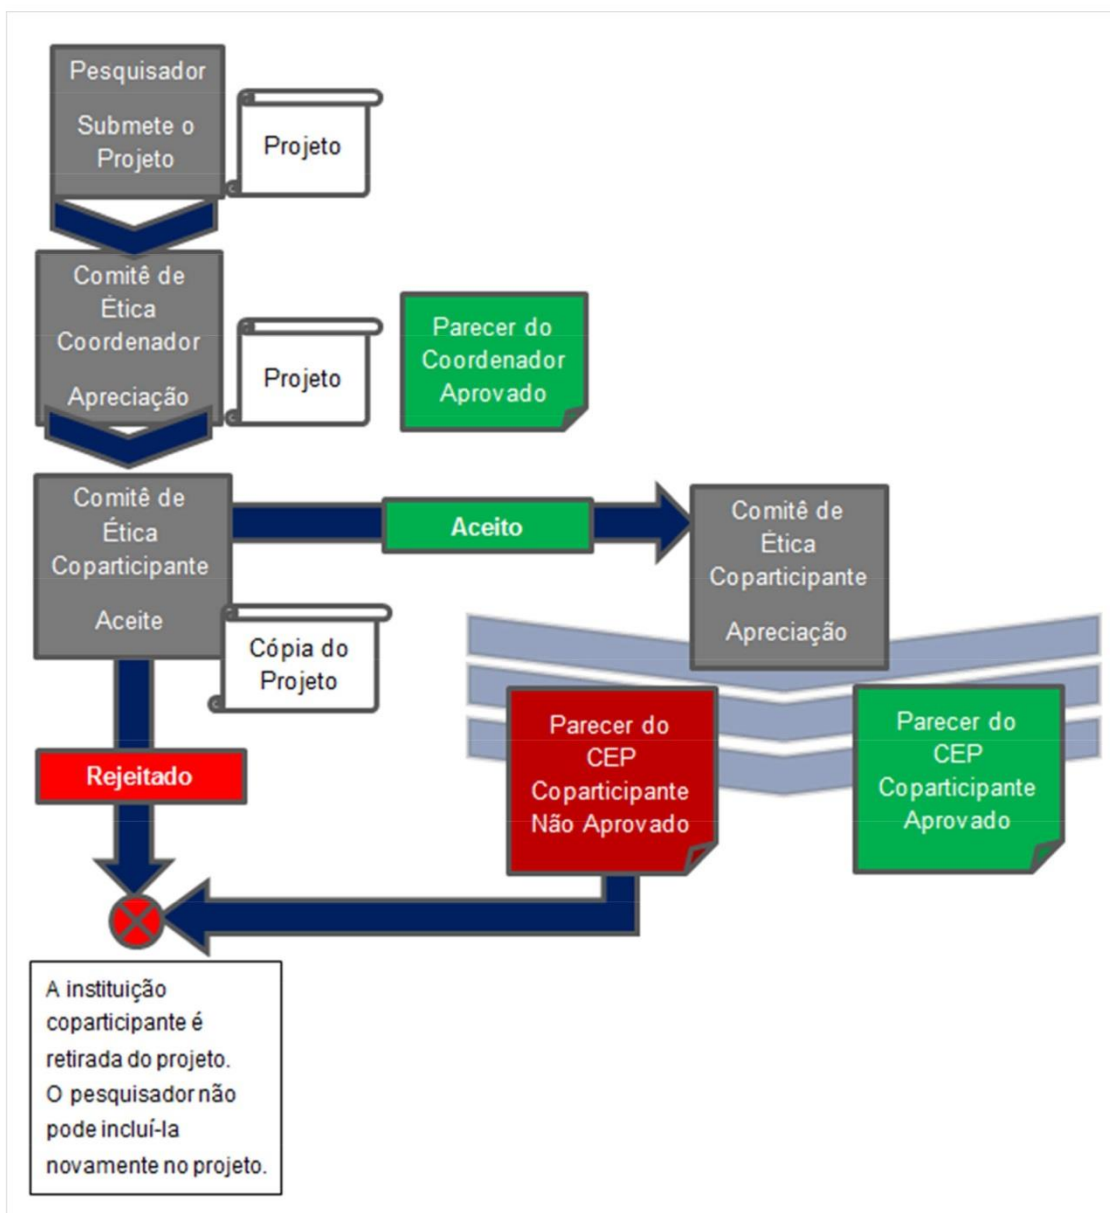 Pesquisador
Submete o
Projeto
Projeto
Comitê de
Ética
Coordenador
Apreciação
Projeto
Parecer do
Coordenador
Aprovado
Comitê de
Ética
Coparticipante
Aceite
Cópia do
Projeto
Aceito
Comitê de
Ética
Coparticipante
Apreciação
Rejeitado
Parecer do
CEP
Coparticipante
Não Aprovado
Parecer do
CEP
Coparticipante
Aprovado
A instituição
coparticipante é
retirada do projeto.
O pesquisador não
pode incluí-la
novamente no projeto.